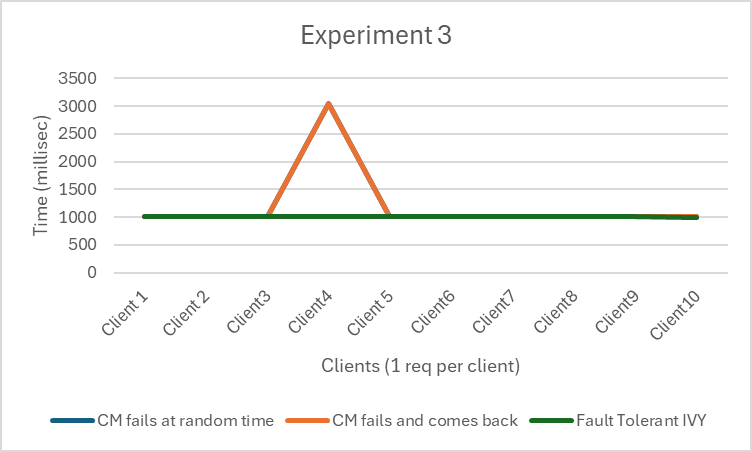 Experiment 3
3500
3000
2500
2000
1500
1000
500
0
Time (millisec)
Client 1
Client 2
Client3
Client4
Client 5
Client6
Client7
Client8
Client9
Client10
Clients (1 req per client)
CM fails at random time
CM fails and comes back
Fault Tolerant IVY